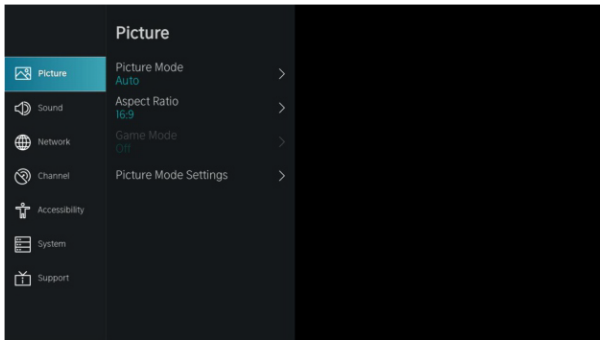 Picture
Sound
Network
Channel
Accessibility
System
Support
Picture
Picture Mode
Auto
Aspect Ratio
16:9
Game Mode
Off
Picture Mode Settings